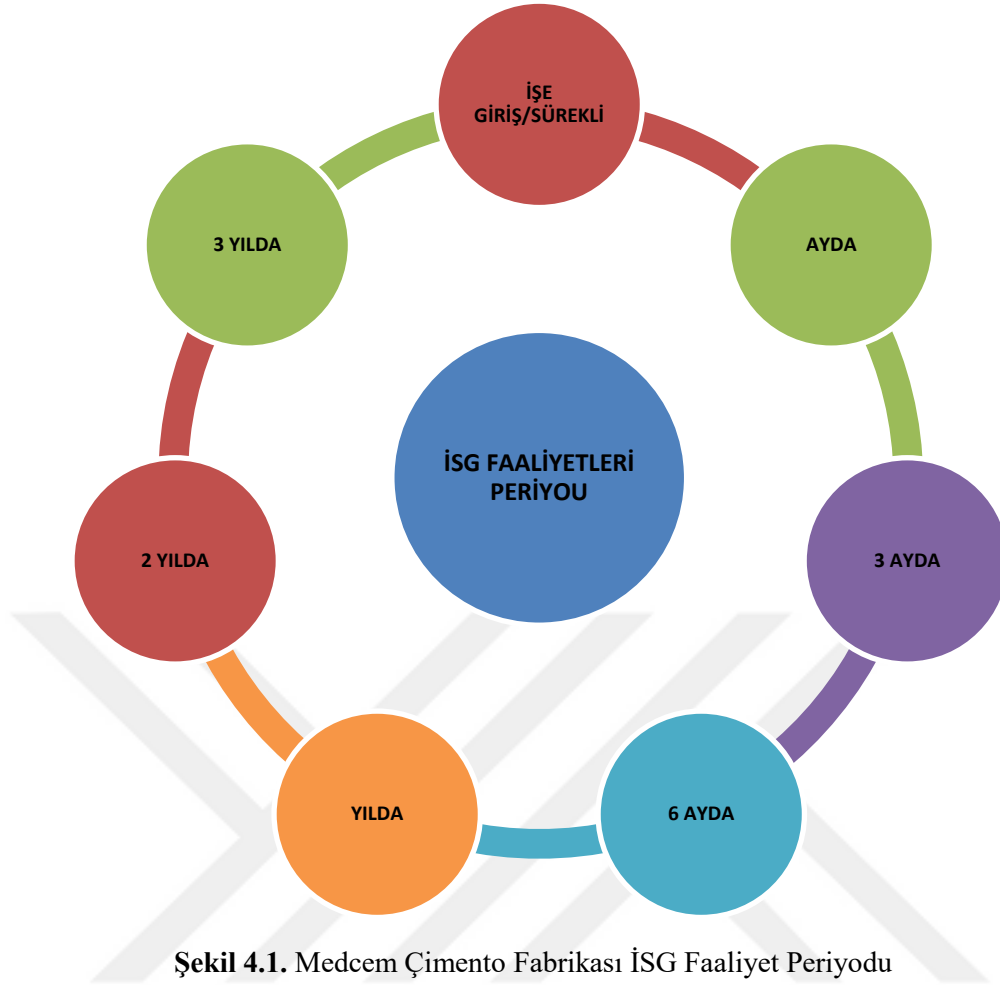 İŞE
GİRİŞ/SÜREKLİ
AYDA
3 AYDA
6 AYDA
YILDA
2 YILDA
3 YILDA
İSG FAALİYETLERİ
PERİYOU
Şekil 4.1. Medcem Çimento Fabrikası İSG Faaliyet Periyodu